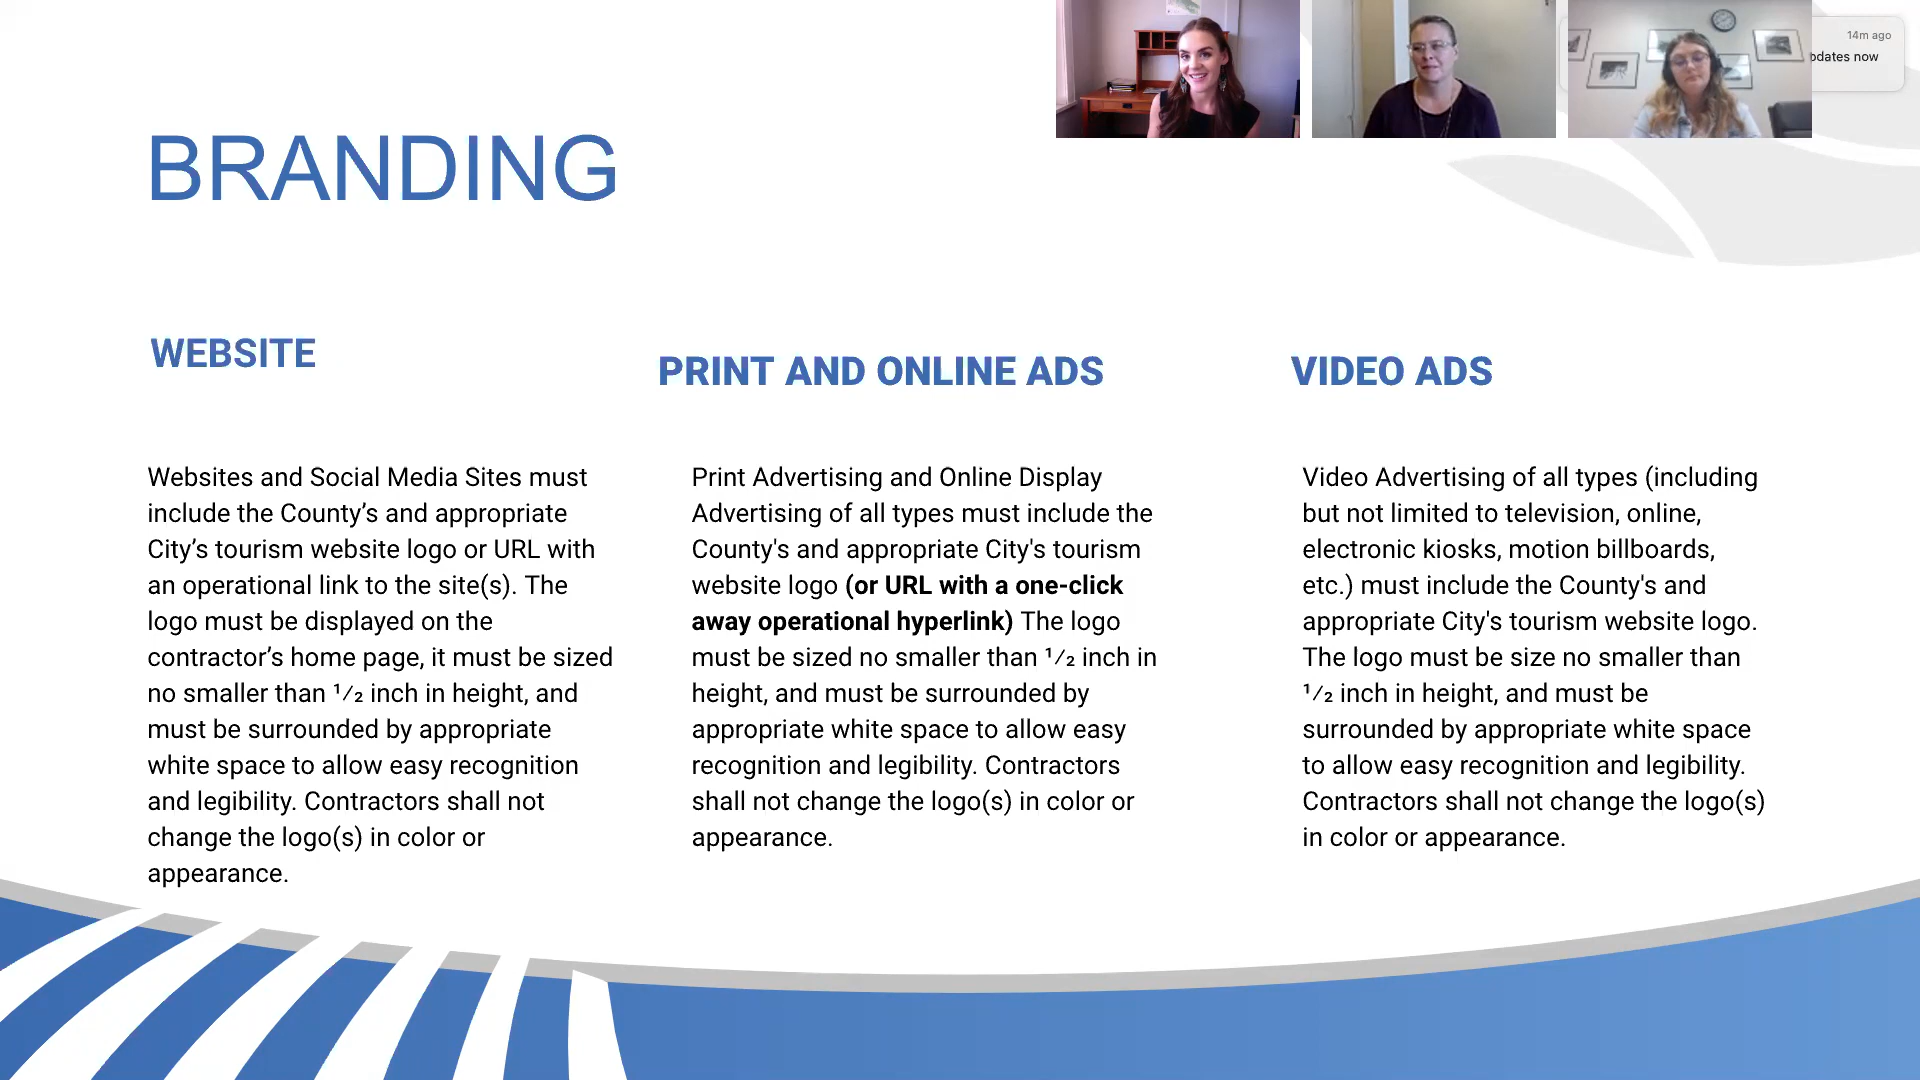 14m ago
pdates now
BRANDING
WEBSITE
Websites and Social Media Sites must
include the County’s and appropriate
City’s tourism website logo or URL with
an operational link to the site(s). The
logo must be displayed on the
contractor’s home page, it must be sized
no smaller than ¹⁄₂ inch in height, and
must be surrounded by appropriate
white space to allow easy recognition
and legibility. Contractors shall not
change the logo(s) in color or
appearance.
PRINT AND ONLINE ADS
Print Advertising and Online Display
Advertising of all types must include the
County's and appropriate City's tourism
website logo (or URL with a one-click
away operational hyperlink) The logo
must be sized no smaller than ¹⁄₂ inch in
height, and must be surrounded by
appropriate white space to allow easy
recognition and legibility. Contractors
shall not change the logo(s) in color or
appearance.
VIDEO ADS
Video Advertising of all types (including
but not limited to television, online,
electronic kiosks, motion billboards,
etc.) must include the County's and
appropriate City's tourism website logo.
The logo must be size no smaller than
¹⁄₂ inch in height, and must be
surrounded by appropriate white space
to allow easy recognition and legibility.
Contractors shall not change the logo(s)
in color or appearance.